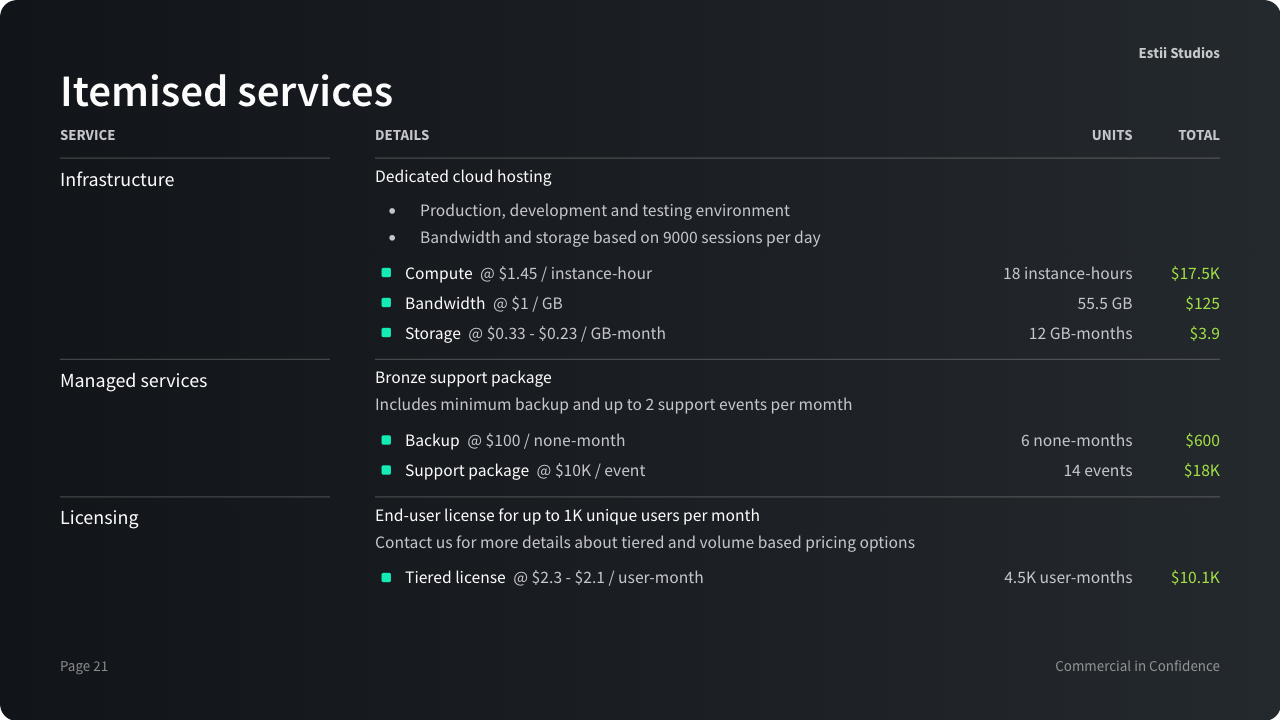 Estii Studios
Itemised services
SERVICE DETAILS UNITS TOTAL
Infrastructure Dedicated cloud hosting
• Production, development and testing environment
• Bandwidth and storage based on 9000 sessions per day
Compute @ $1.45 / instance-hour 18 instance-hours $17.5K
Bandwidth @ $1 / GB 55.5 GB $125
Storage @ $0.33 - $0.23 / GB-month 12 GB-months $3.9
Managed services Bronze support package
Includes minimum backup and up to 2 support events per momth
Backup @ $100 / none-month 6 none-months $600
Support package @ $10K / event 14 events $18K
Licensing End-user license for up to 1K unique users per month
Contact us for more details about tiered and volume based pricing options
Tiered license @ $2.3 - $2.1 / user-month 4.5K user-months $10.1K
Page 21 Commercial in Confidence